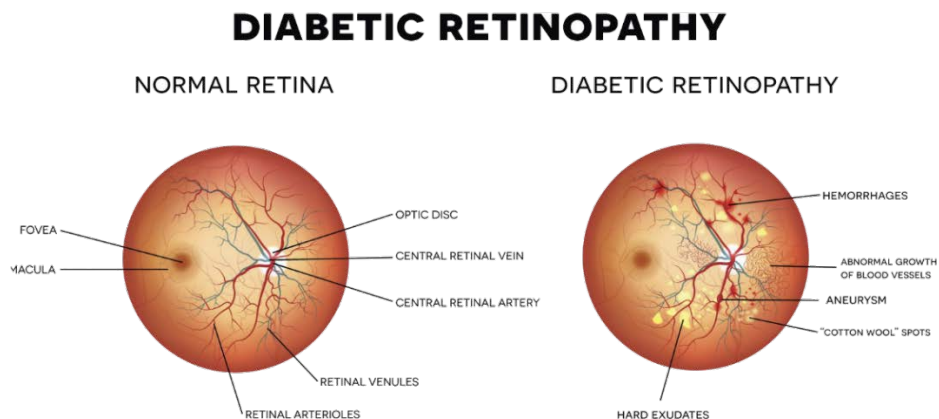 DIABETIC RETINOPATHY
NORMAL RETINA
FOVEA
MACULA
OPTIC DISC
CENTRAL RETINAL VEIN
CENTRAL RETINAL ARTERY
RETINAL VENULES
RETINAL ARTERIOLES
DIABETIC RETINOPATHY
HEMORRHAGES
ABNORMAL GROWTH
OF BLOOD VESSELS
ANEURYSM
"COTTON WOOL" SPOTS
HARD EXUDATES